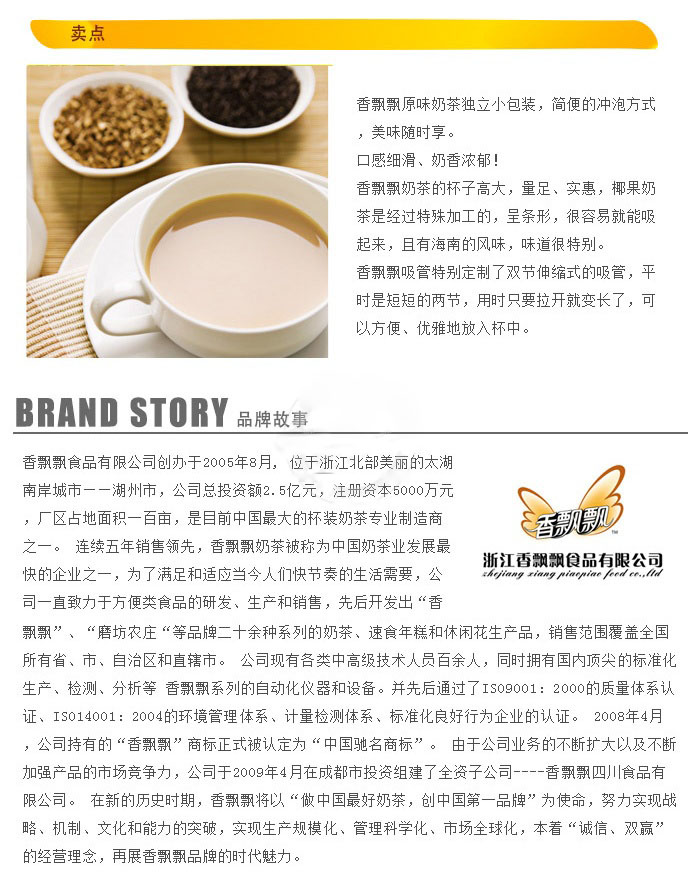 卖点
香飘飘原味奶茶独立小包装，简便的冲泡方式
，美味随时享。
口感细滑、奶香浓郁！
香飘飘奶茶的杯子高大，量足、实惠，椰果奶
茶是经过特殊加工的，呈条形，很容易就能吸
起来，且有海南的风味，味道很特别。
香飘飘吸管特别定制了双节伸缩式的吸管，平
时是短短的两节，用时只要拉开就变长了，可
以方便、优雅地放入杯中。
BRAND STORY 品牌故事
香飘飘食品有限公司创办于2005年8月, 位于浙江北部美丽的太湖
南岸城市－－湖州市，公司总投资额2.5亿元，注册资本5000万元
，厂区占地面积一百亩，是目前中国最大的杯装奶茶专业制造商
之一。 连续五年销售领先，香飘飘奶茶被称为中国奶茶业发展最
快的企业之一，为了满足和适应当今人们快节奏的生活需要，公
司一直致力于方便类食品的研发、生产和销售，先后开发出“香
飘飘”、“磨坊农庄“等品牌二十余种系列的奶茶、速食年糕和休闲花生产品，销售范围覆盖全国
所有省、市、自治区和直辖市。 公司现有各类中高级技术人员百余人，同时拥有国内顶尖的标准化
生产、检测、分析等 香飘飘系列的自动化仪器和设备。并先后通过了ISO9001：2000的质量体系认
证、ISO14001：2004的环境管理体系、计量检测体系、标准化良好行为企业的认证。 2008年4月
，公司持有的“香飘飘”商标正式被认定为“中国驰名商标”。 由于公司业务的不断扩大以及不断
加强产品的市场竞争力，公司于2009年4月在成都市投资组建了全资子公司----香飘飘四川食品有
限公司。 在新的历史时期，香飘飘将以“做中国最好奶茶，创中国第一品牌”为使命，努力实现战
略、机制、文化和能力的突破，实现生产规模化、管理科学化、市场全球化，本着“诚信、双赢”
的经营理念，再展香飘飘品牌的时代魅力。
香飘飘™
浙江香飘飘食品有限公司
zhejiang xiang piaopiao food co.,ltd